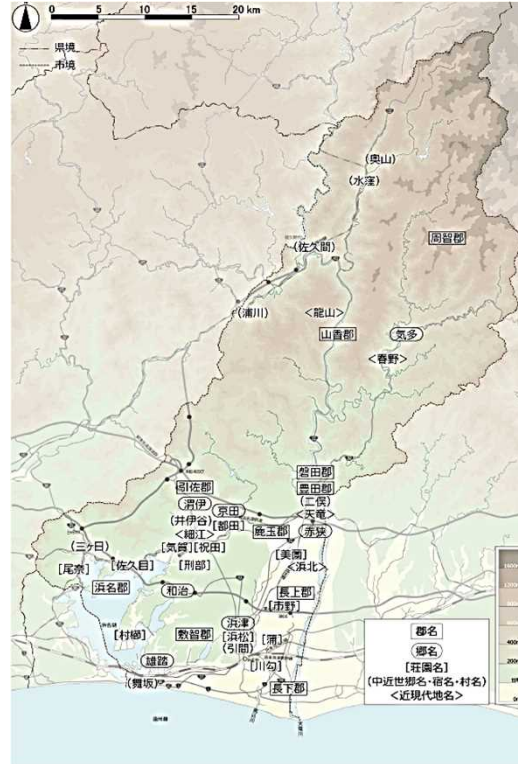 0 5 10 15 20 km
県境
市境
(奥山)
(水窪)
周智郡
(佐久間)
<龍山>
(浦川)
山香郡
気多
<春野>
磐田郡
豊田郡
引佐郡
(二俣)
渭伊
京田
<天竜>
(井伊谷)
[都田]
麁玉郡
赤狭
<細江>
(三ヶ日)
[気賀]
[祝田]
[美園]
[尾奈]
[佐久目]
[刑部]
<浜北>
浜名郡
和治
長上郡
[市野]
[村櫛]
敷智郡
浜津
[浜松]
(引間)
[蒲]
雄踏
[川勾]
(舞坂)
長下郡
郡名
郷名
[荘園名]
(中近世郷名・宿名・村名)
<近現代地名>